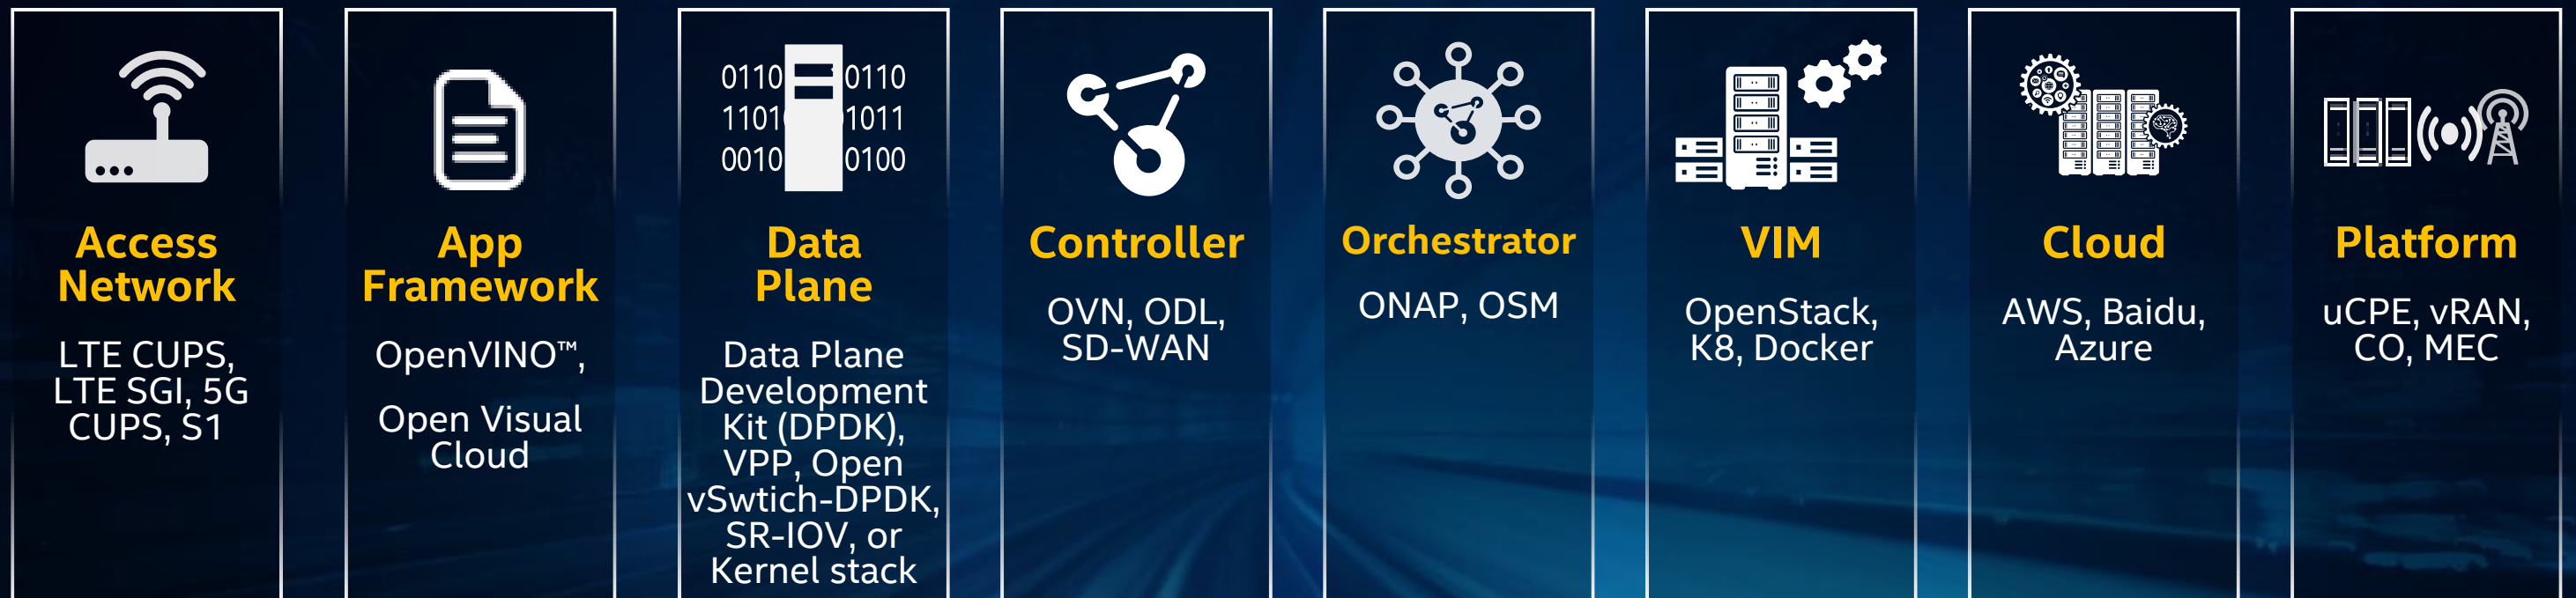 0110 0110
1101 1011
0010 0100
Access
Network
LTE CUPS,
LTE SGI, 5G
CUPS, S1
App
Framework
OpenVINO™,
Open Visual
Cloud
Data
Plane
Data Plane
Development
Kit (DPDK),
VPP, Open
vSwtich-DPDK,
SR-IOV, or
Kernel stack
Controller
OVN, ODL,
SD-WAN
Orchestrator
ONAP, OSM
VIM
OpenStack,
K8, Docker
Cloud
AWS, Baidu,
Azure
Platform
uCPE, vRAN,
CO, MEC